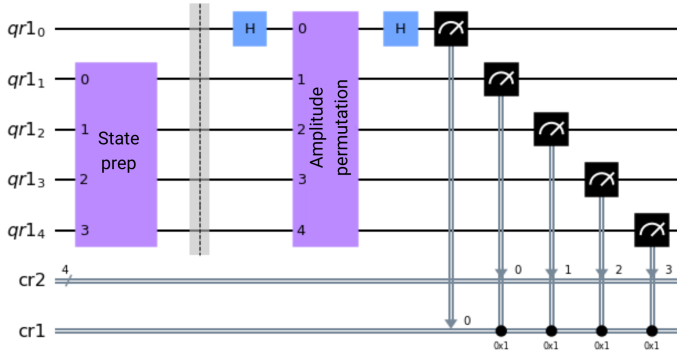 qr1₀
H
0
H
qr1₁
0
1
qr1₂
1
State
prep
2
Amplitude
permutation
qr1₃
2
3
qr1₄
3
4
cr2
4
0
1
2
3
cr1
0
0x1
0x1
0x1
0x1